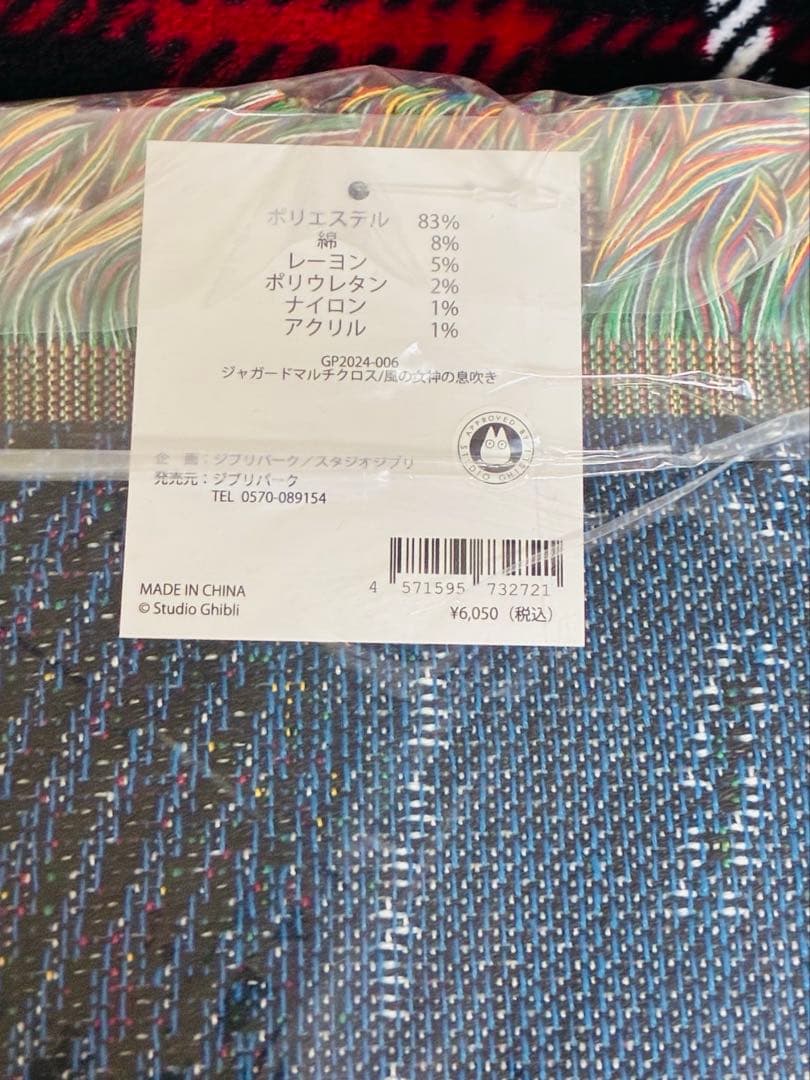 ポリエステル 83%
綿 8%
レーヨン 5%
ポリウレタン 2%
ナイロン 1%
アクリル 1%
GP2024-006
ジャガードマルチクロス/風の女神の息吹き
APPROVED BY STUDIO GHIBLI
企 画：ジブリパーク／スタジオジブリ
発売元：ジブリパーク
TEL 0570-089154
4 571595 732721
MADE IN CHINA
© Studio Ghibli
¥6,050（税込）